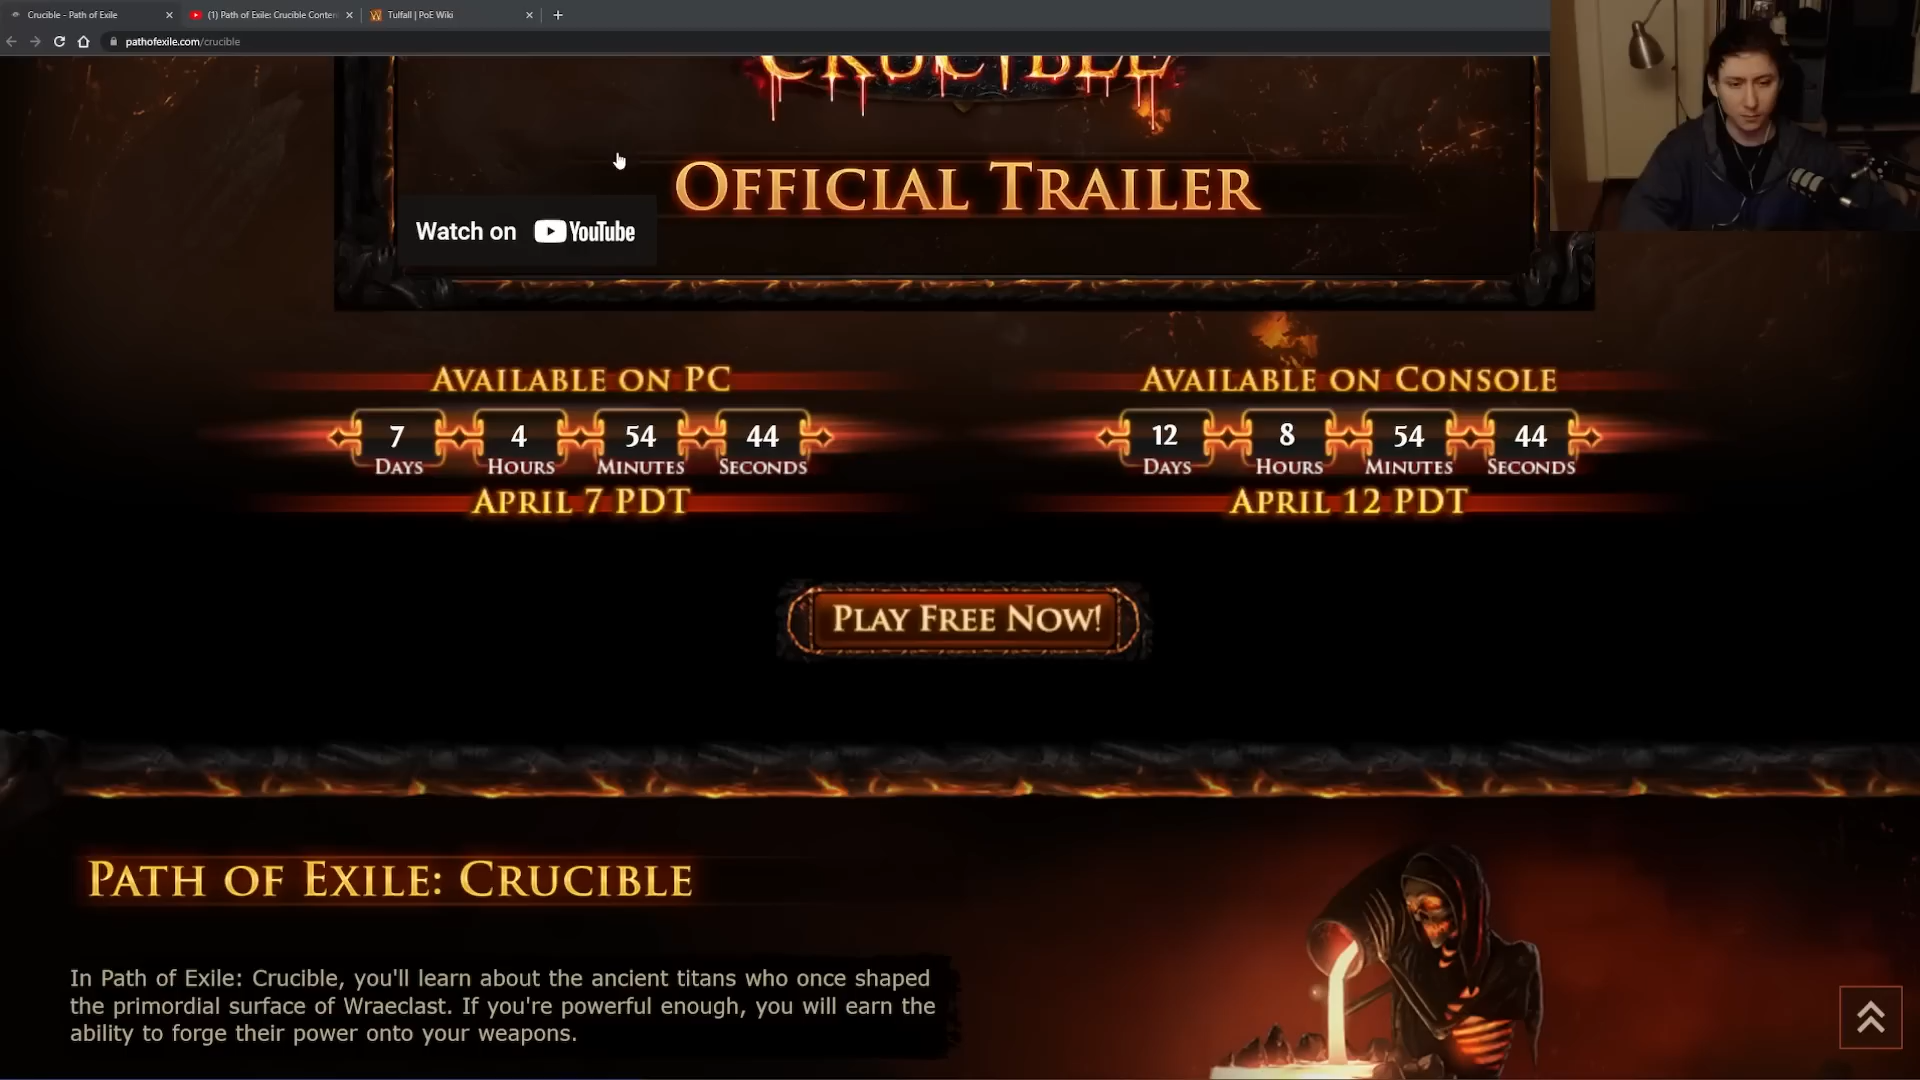 Crucible - Path of Exile
(1) Path of Exile: Crucible Conten
Tulfall | PoE Wiki
pathofexile.com/crucible
CRUCIBLE
OFFICIAL TRAILER
Watch on YouTube
AVAILABLE ON PC
AVAILABLE ON CONSOLE
7 4 54 44
DAYS HOURS MINUTES SECONDS
12 8 54 44
DAYS HOURS MINUTES SECONDS
APRIL 7 PDT
APRIL 12 PDT
PLAY FREE NOW!
PATH OF EXILE: CRUCIBLE
In Path of Exile: Crucible, you'll learn about the ancient titans who once shaped
the primordial surface of Wraeclast. If you're powerful enough, you will earn the
ability to forge their power onto your weapons.